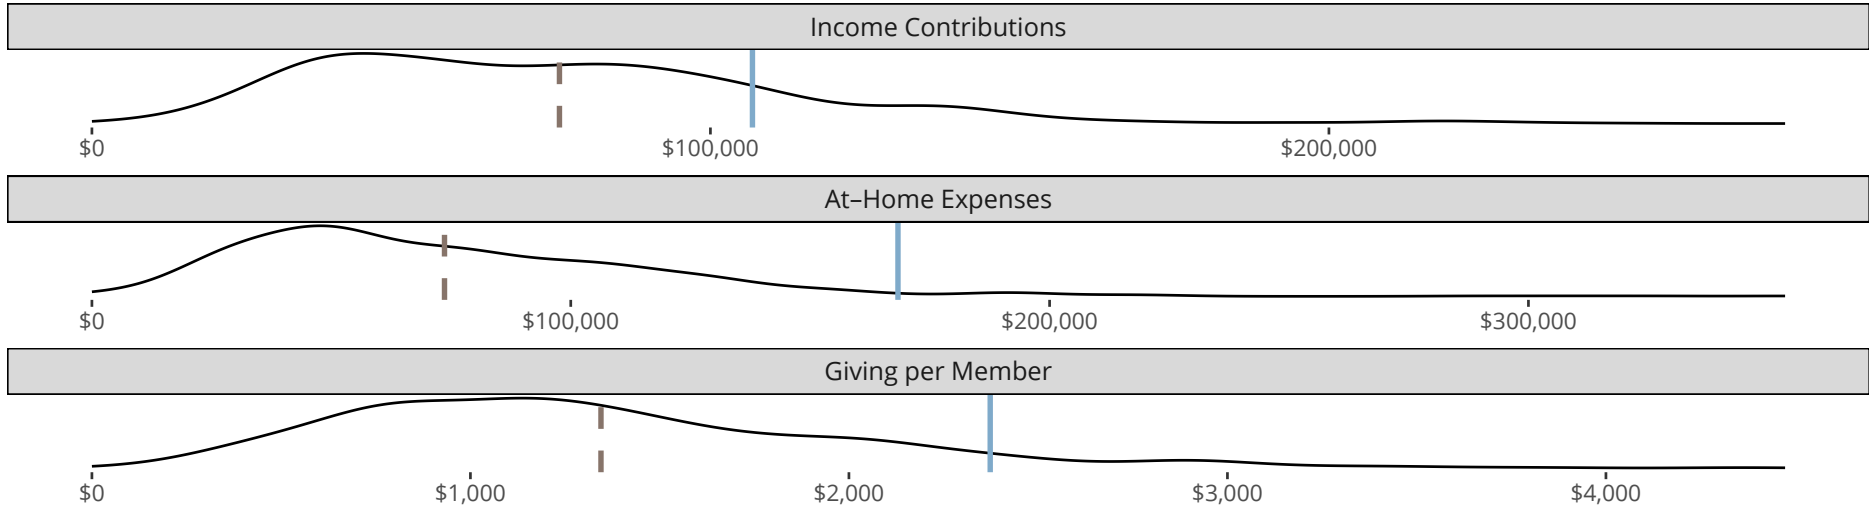 Income Contributions
$0 $100,000 $200,000
At–Home Expenses
$0 $100,000 $200,000 $300,000
Giving per Member
$0 $1,000 $2,000 $3,000 $4,000